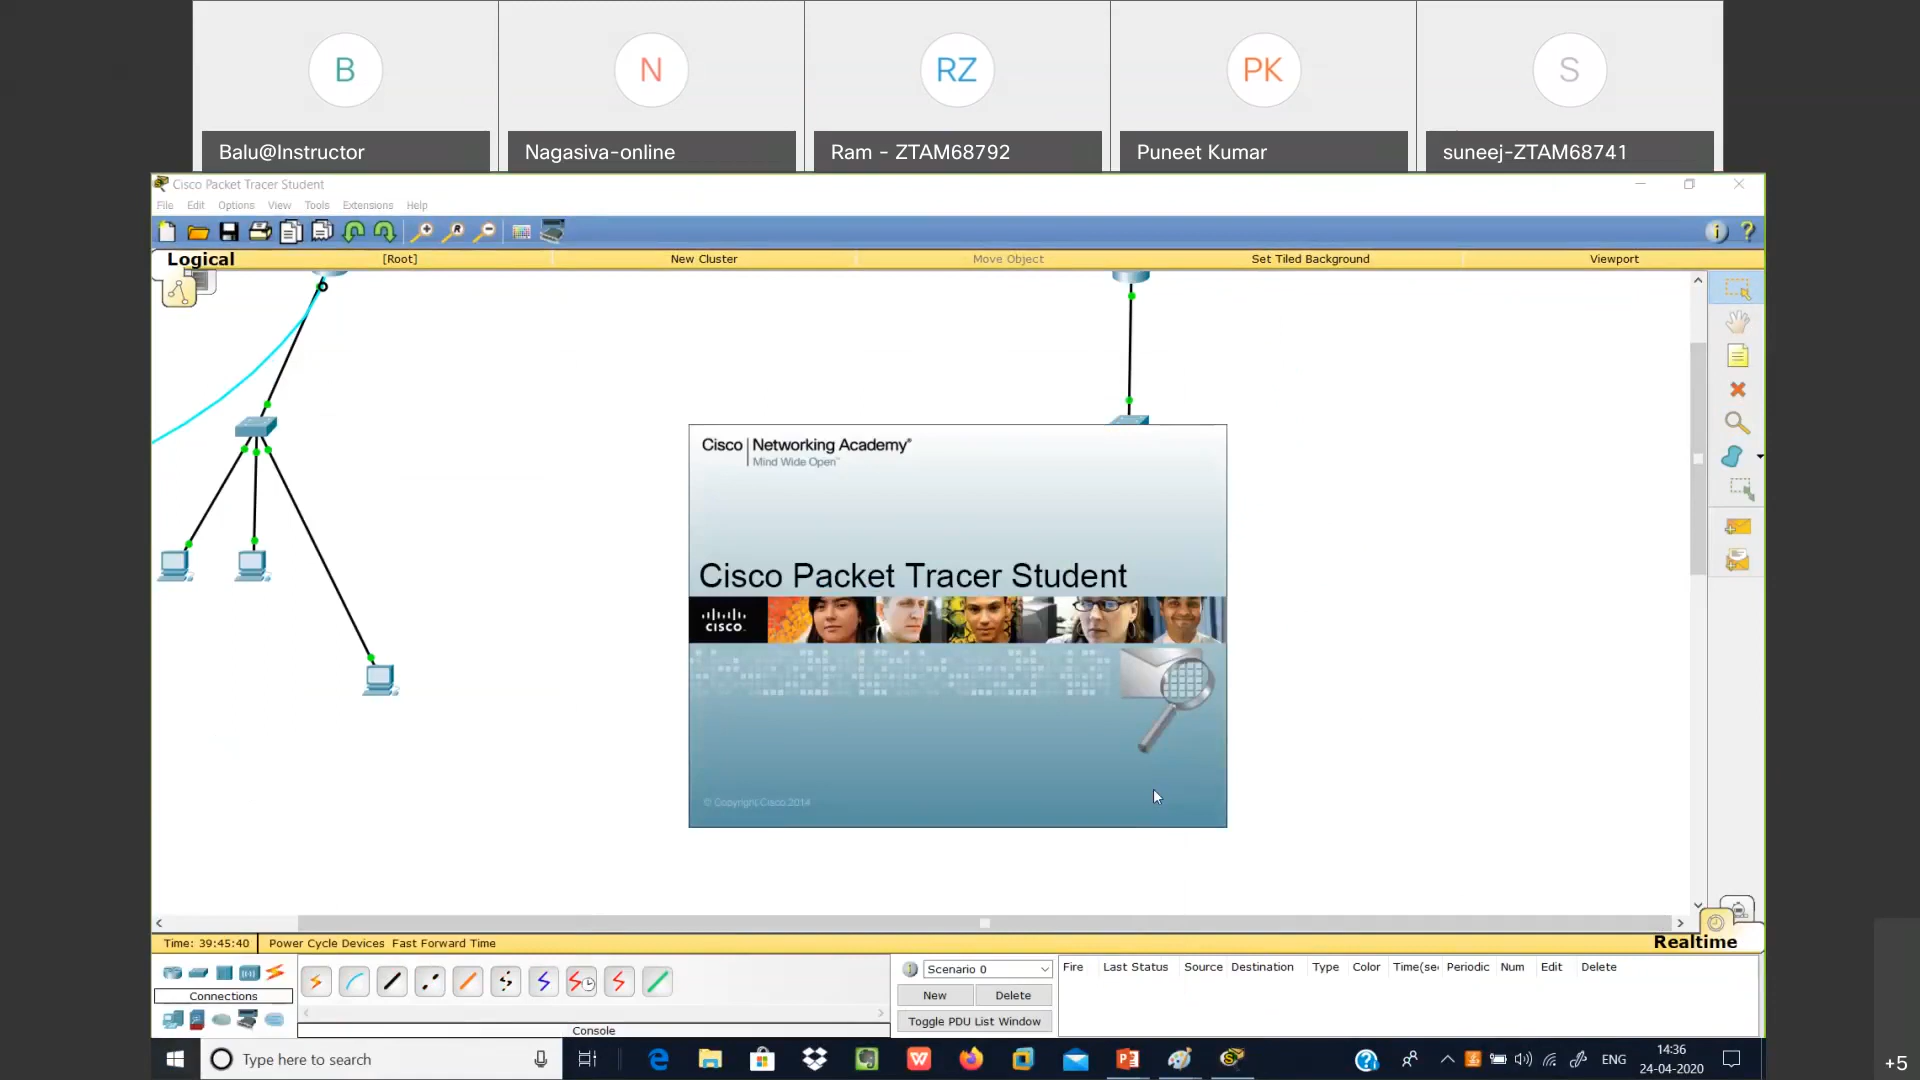 B
N
RZ
PK
S
Balu@Instructor
Nagasiva-online
Ram - ZTAM68792
Puneet Kumar
suneej-ZTAM68741
Cisco Packet Tracer Student
File Edit Options View Tools Extensions Help
Logical
[Root]
New Cluster
Move Object
Set Tiled Background
Viewport
Cisco Networking Academy®
Mind Wide Open™
Cisco Packet Tracer Student
CISCO
© Copyright Cisco 2014
Time: 39:45:40
Power Cycle Devices Fast Forward Time
Realtime
Connections
Console
Scenario 0
New
Delete
Toggle PDU List Window
Fire Last Status Source Destination Type Color Time(sec Periodic Num Edit Delete
Type here to search
ENG
14:36
24-04-2020
+5